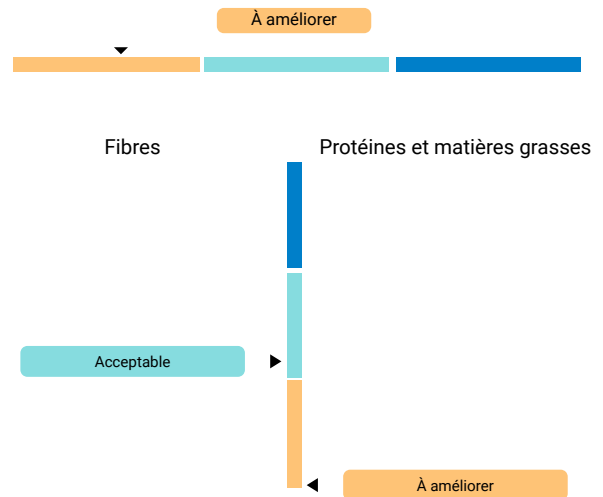 À améliorer
Fibres
Protéines et matières grasses
Acceptable
À améliorer